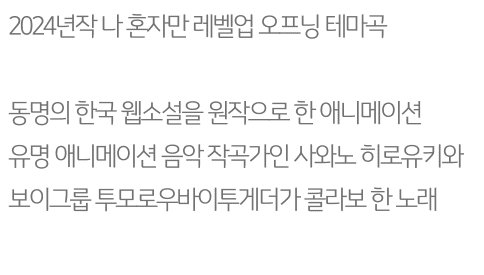 2024년작 나 혼자만 레벨업 오프닝 테마곡
동명의 한국 웹소설을 원작으로 한 애니메이션
유명 애니메이션 음악 작곡가인 사와노 히로유키와
보이그룹 투모로우바이투게더가 콜라보 한 노래